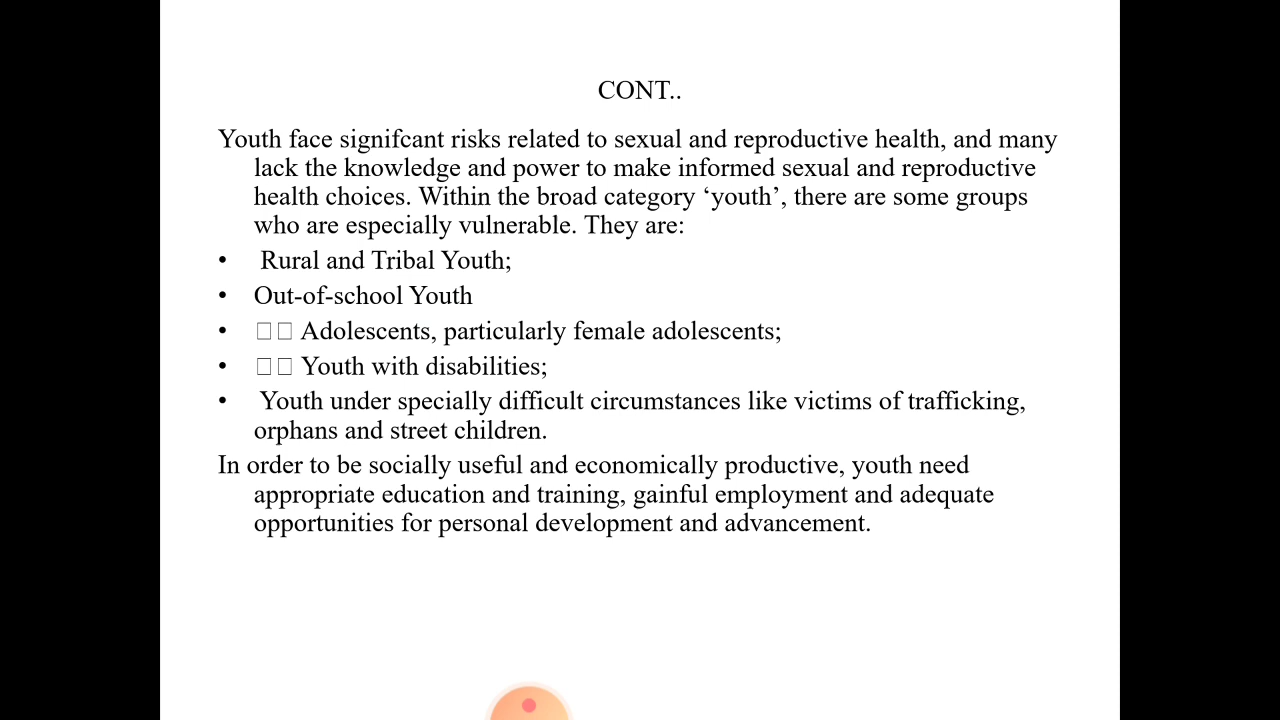 CONT..
Youth face signifcant risks related to sexual and reproductive health, and many
lack the knowledge and power to make informed sexual and reproductive
health choices. Within the broad category ‘youth’, there are some groups
who are especially vulnerable. They are:
• Rural and Tribal Youth;
• Out-of-school Youth
• □□ Adolescents, particularly female adolescents;
• □□ Youth with disabilities;
• Youth under specially difficult circumstances like victims of trafficking,
orphans and street children.
In order to be socially useful and economically productive, youth need
appropriate education and training, gainful employment and adequate
opportunities for personal development and advancement.